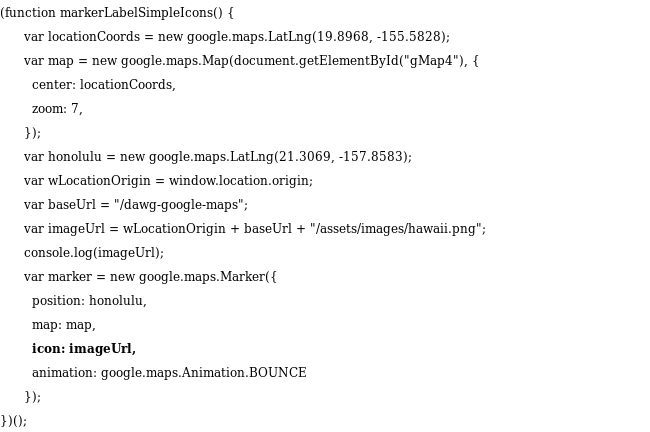 (function markerLabelSimpleIcons() {
var locationCoords = new google.maps.LatLng(19.8968, -155.5828);
var map = new google.maps.Map(document.getElementById("gMap4"), {
center: locationCoords,
zoom: 7,
});
var honolulu = new google.maps.LatLng(21.3069, -157.8583);
var wLocationOrigin = window.location.origin;
var baseUrl = "/dawg-google-maps";
var imageUrl = wLocationOrigin + baseUrl + "/assets/images/hawaii.png";
console.log(imageUrl);
var marker = new google.maps.Marker({
position: honolulu,
map: map,
icon: imageUrl,
animation: google.maps.Animation.BOUNCE
});
})();